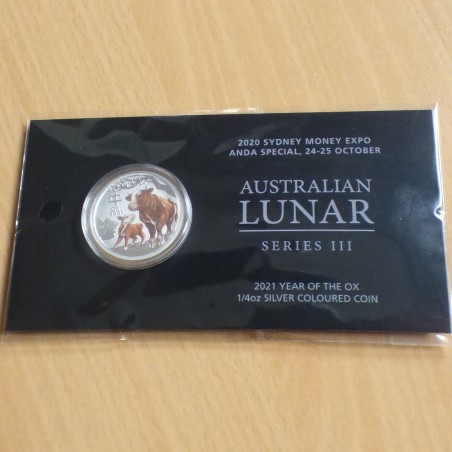 2020 SYDNEY MONEY EXPO
ANDA SPECIAL, 24-25 OCTOBER
AUSTRALIAN
LUNAR
SERIES III
2021 YEAR OF THE OX
1/4oz SILVER COLOURED COIN